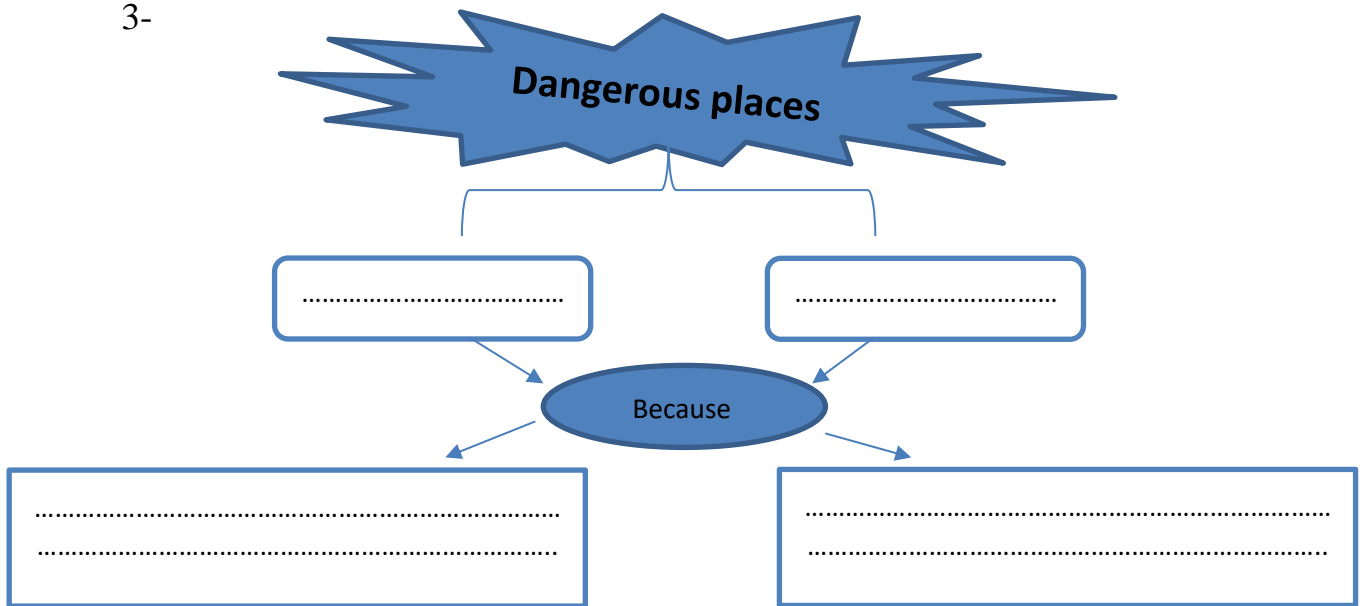 3-
Dangerous places
………………………………… …………………………………
Because
…………………………………………………………………… ……………………………………………………………………
………………………………………………………………….. …………………………………………………………………..